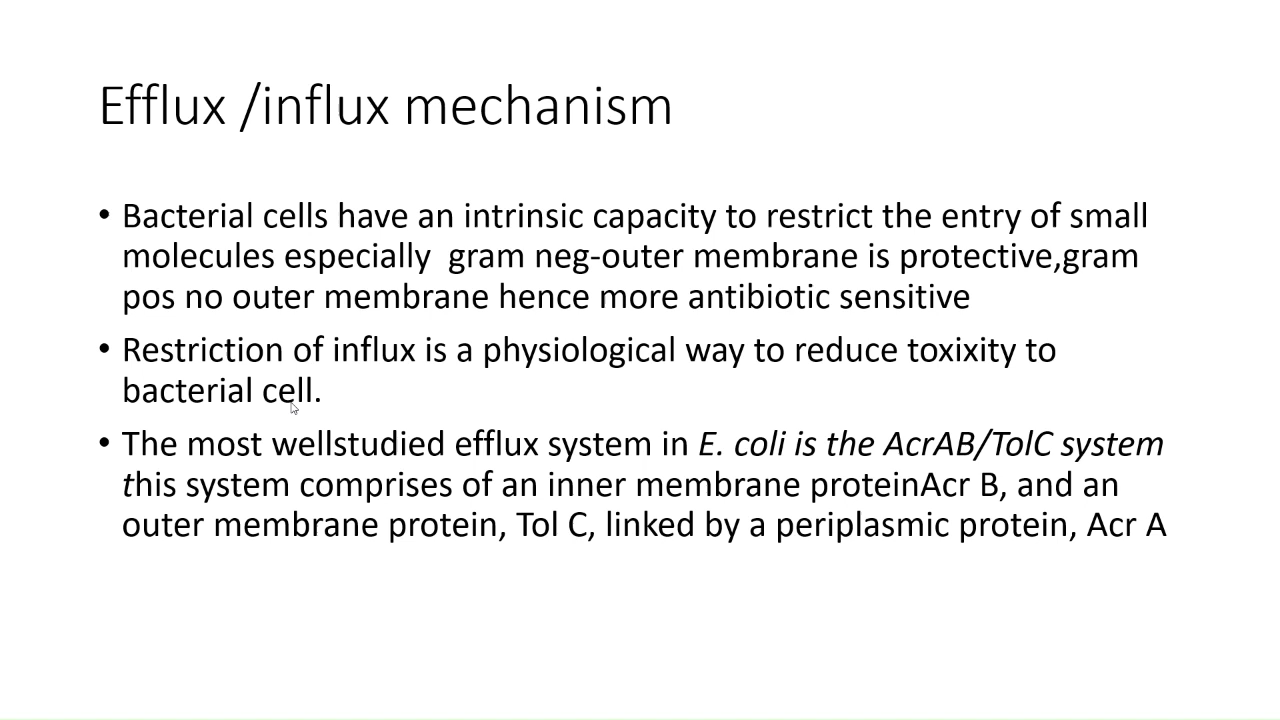 Efflux /influx mechanism
• Bacterial cells have an intrinsic capacity to restrict the entry of small
molecules especially  gram neg-outer membrane is protective,gram
pos no outer membrane hence more antibiotic sensitive
• Restriction of influx is a physiological way to reduce toxixity to
bacterial cell.
• The most wellstudied efflux system in E. coli is the AcrAB/TolC system
this system comprises of an inner membrane proteinAcr B, and an
outer membrane protein, Tol C, linked by a periplasmic protein, Acr A